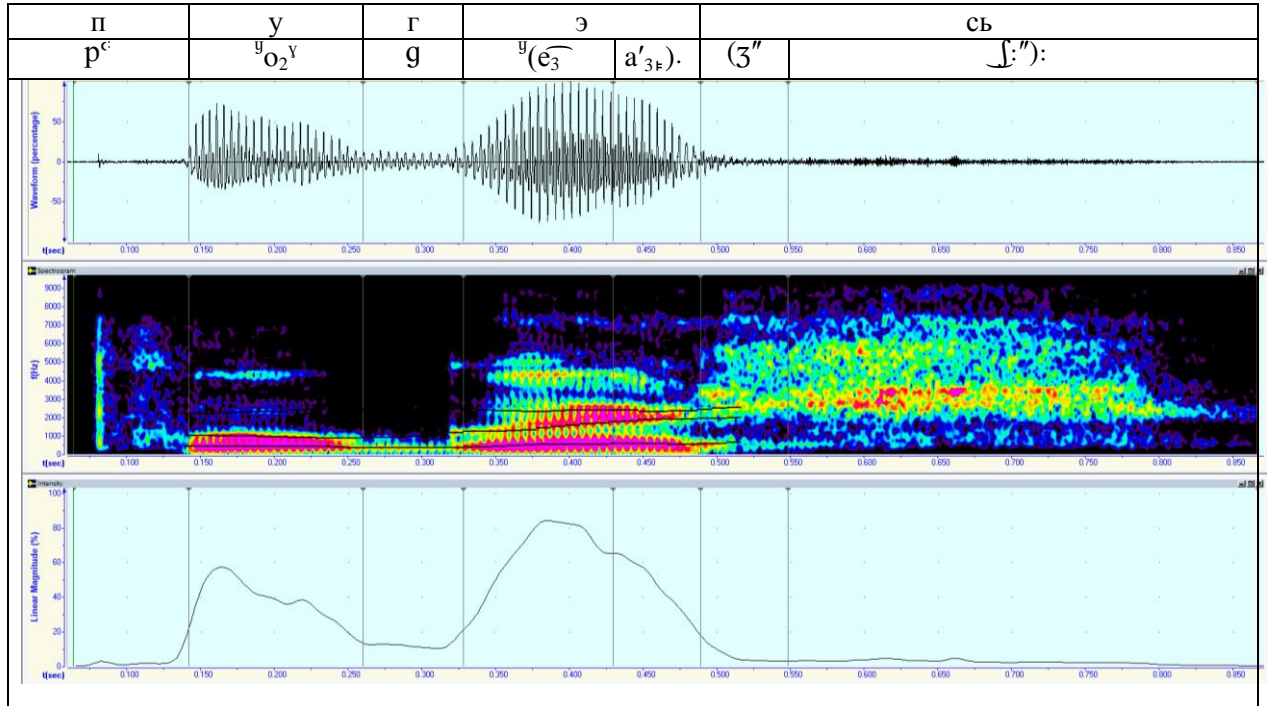 п у г э сь
pꟲː ᶣo₂ˠ g ᶣ(e͡₃ a′₃⊧). (ʒ″ ‿ʃː″):
Waveform (percentage)
50
0
-50
t(sec) 0.100 0.150 0.200 0.250 0.300 0.350 0.400 0.450 0.500 0.550 0.600 0.650 0.700 0.750 0.800 0.850
Spectrogram
f(Hz)
9000
8000
7000
6000
5000
4000
3000
2000
1000
0
t(sec) 0.100 0.150 0.200 0.250 0.300 0.350 0.400 0.450 0.500 0.550 0.600 0.650 0.700 0.750 0.800 0.850
Intensity
Linear Magnitude (%)
100
80
60
40
20
0
t(sec) 0.100 0.150 0.200 0.250 0.300 0.350 0.400 0.450 0.500 0.550 0.600 0.650 0.700 0.750 0.800 0.850